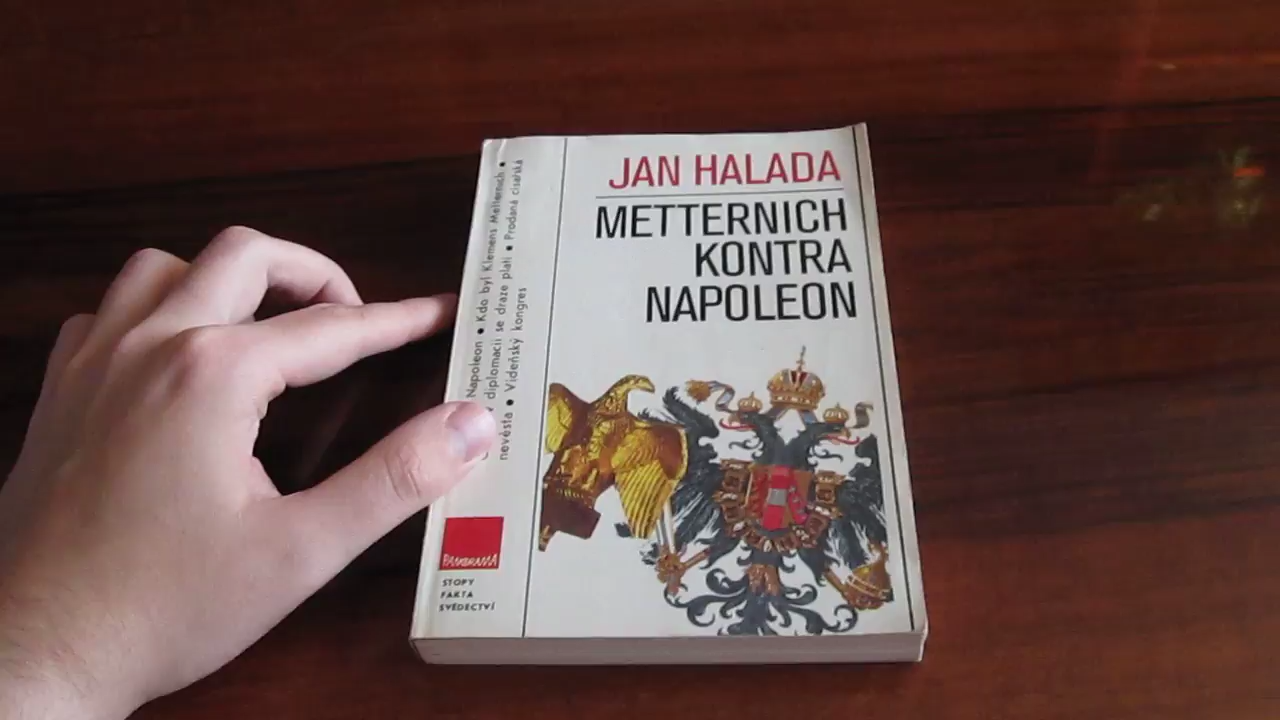 JAN HALADA
METTERNICH
KONTRA
NAPOLEON
Napoleon • Kdo byl Klemens Metternich •
v diplomacii se draze platí • Prodaná císařská
nevěsta • Vídeňský kongres
PANORAMA
STOPY
FAKTA
SVĚDECTVÍ